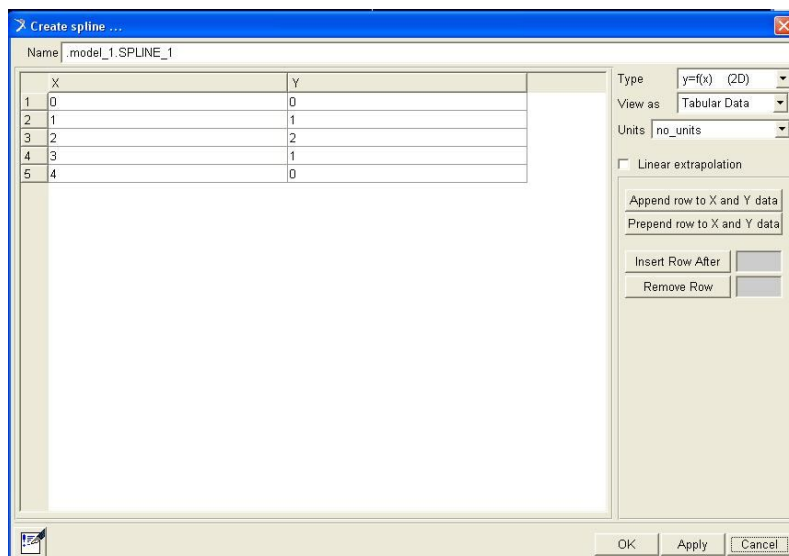 Create spline ...
Name .model_1.SPLINE_1
X Y
1 0 0
2 1 1
3 2 2
4 3 1
5 4 0
Type y=f(x) (2D)
View as Tabular Data
Units no_units
Linear extrapolation
Append row to X and Y data
Prepend row to X and Y data
Insert Row After
Remove Row
OK Apply Cancel